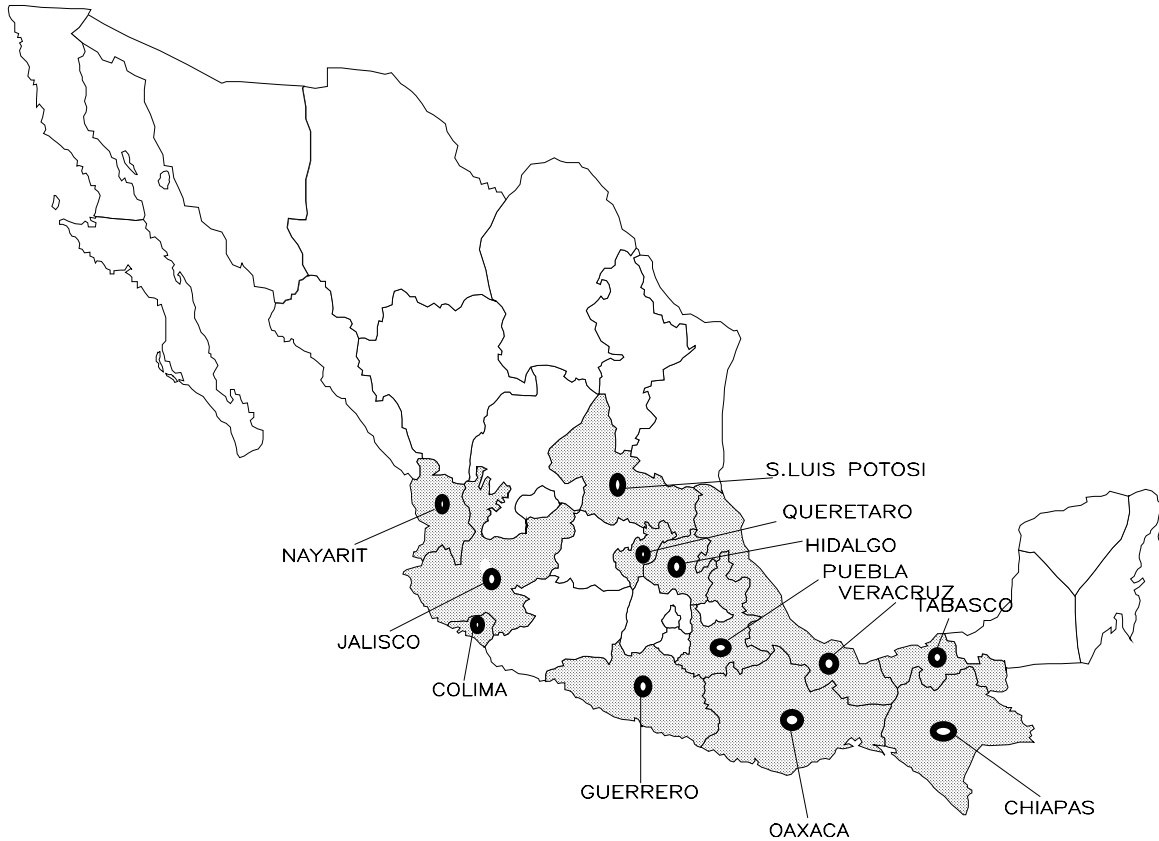 S.LUIS POTOSI
QUERETARO
HIDALGO
NAYARIT
PUEBLA
VERACRUZ
TABASCO
JALISCO
COLIMA
GUERRERO
CHIAPAS
OAXACA